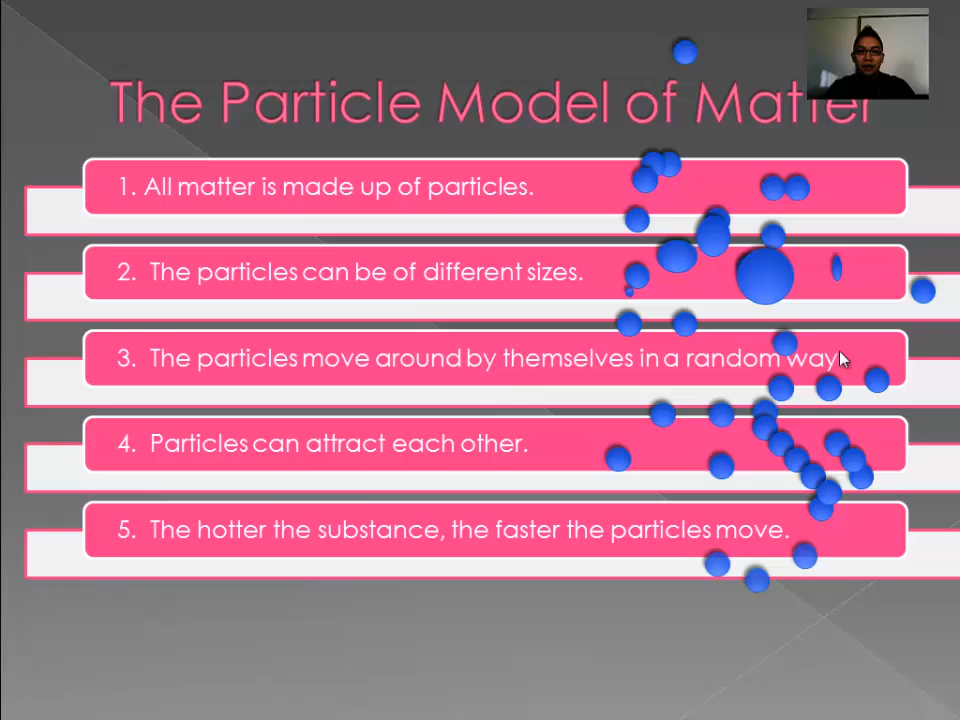 The Particle Model of Matter
1. All matter is made up of particles.
2. The particles can be of different sizes.
3. The particles move around by themselves in a random way.
4. Particles can attract each other.
5. The hotter the substance, the faster the particles move.